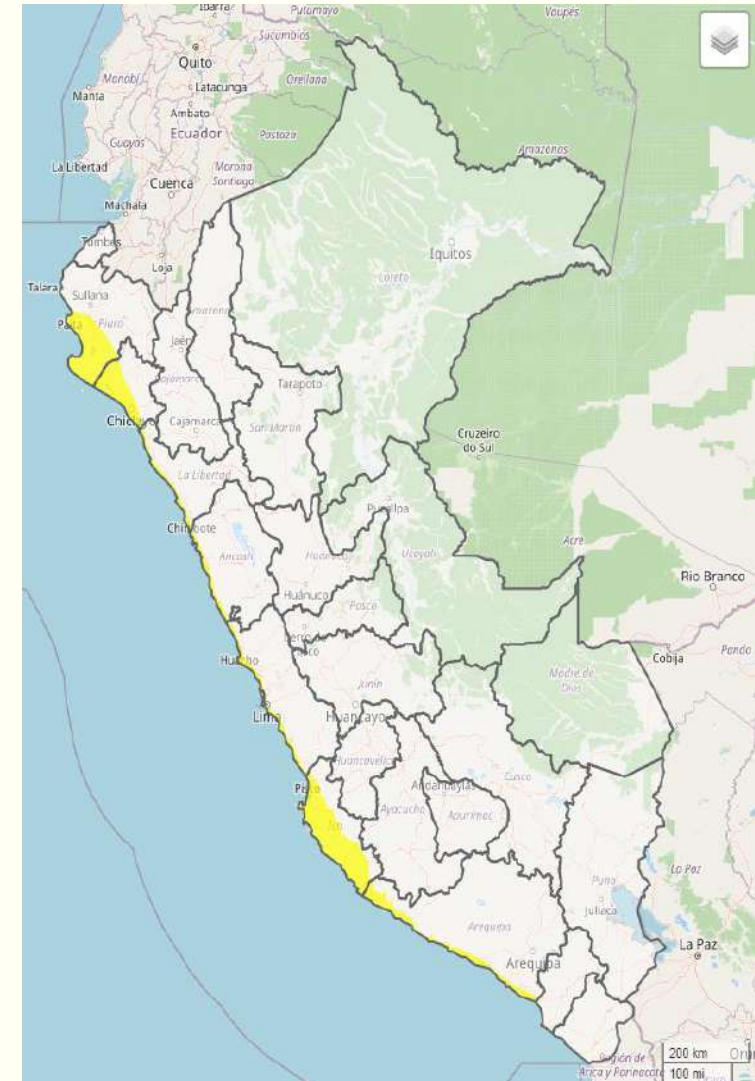 Ibarra
Putumayo
Vaupés
Sucumbíos
Quito
Orellana
Manabí
Latacunga
Manta
Ambato
Ecuador
Pastaza
Guayas
Amazonas
La Libertad
Morona
Santiago
Cuenca
Machala
Tumbes
Iquitos
Loja
Loreto
Talara
Sullana
Paita
Piura
Jaén
Tarapoto
Cajamarca
Chiclayo
Cajamarca
San Martín
Cruzeiro
do Sul
La Libertad
Pucallpa
Chimbote
Ancash
Ucayali
Acre
Huánuco
Rio Branco
Pasco
Cobija
Pando
Huacho
Madre de
Dios
Junín
Lima
Huancayo
Huancavelica
Cusco
Pisco
Andahuaylas
Ayacucho
Apurímac
Ica
La Paz
Puno
Juliaca
Arequipa
La Paz
Arequipa
200 km
Oru
100 mi
Región de
Arica y Parinacota